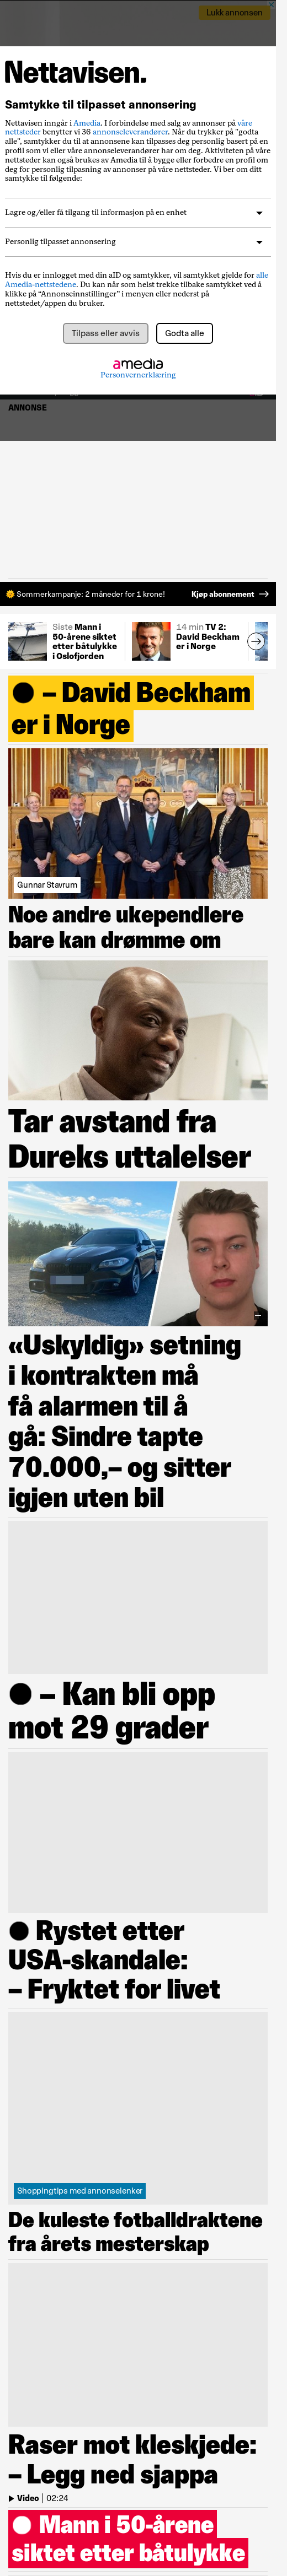 Lukk annonsen
Nettavisen.
Samtykke til tilpasset annonsering
Nettavisen inngår i Amedia. I forbindelse med salg av annonser på våre
nettsteder benytter vi 36 annonseleverandører. Når du trykker på "godta
alle", samtykker du til at annonsene kan tilpasses deg personlig basert på en
profil som vi eller våre annonseleverandører har om deg. Aktiviteten på våre
nettsteder kan også brukes av Amedia til å bygge eller forbedre en profil om
deg for personlig tilpasning av annonser på våre nettsteder. Vi ber om ditt
samtykke til følgende:
Lagre og/eller få tilgang til informasjon på en enhet
Personlig tilpasset annonsering
Hvis du er innlogget med din aID og samtykker, vil samtykket gjelde for alle
Amedia-nettstedene. Du kan når som helst trekke tilbake samtykket ved å
klikke på "Annonseinnstillinger" i menyen eller nederst på
nettstedet/appen du bruker.
Tilpass eller avvis
Godta alle
amedia
Personvernerklæring
ANNONSE
Sommerkampanje: 2 måneder for 1 krone!
Kjøp abonnement
Siste Mann i
50-årene siktet
etter båtulykke
i Oslofjorden
14 min TV 2:
David Beckham
er i Norge
– David Beckham
er i Norge
Gunnar Stavrum
Noe andre ukependlere
bare kan drømme om
Tar avstand fra
Dureks uttalelser
«Uskyldig» setning
i kontrakten må
få alarmen til å
gå: Sindre tapte
70.000,– og sitter
igjen uten bil
– Kan bli opp
mot 29 grader
Rystet etter
USA-skandale:
– Fryktet for livet
Shoppingtips med annonselenker
De kuleste fotballdraktene
fra årets mesterskap
Raser mot kleskjede:
– Legg ned sjappa
Video | 02:24
Mann i 50-årene
siktet etter båtulykke